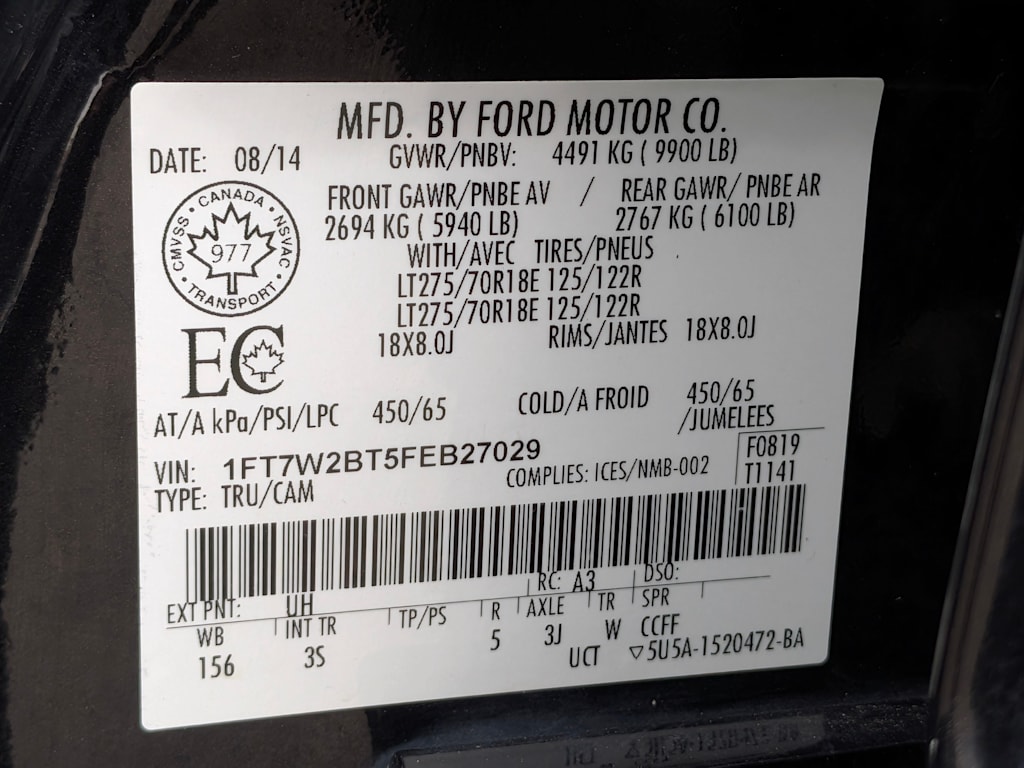 MFD. BY FORD MOTOR CO.
DATE: 08/14
GVWR/PNBV: 4491 KG ( 9900 LB)
FRONT GAWR/PNBE AV / REAR GAWR/ PNBE AR
2694 KG ( 5940 LB) 2767 KG ( 6100 LB)
WITH/AVEC TIRES/PNEUS
LT275/70R18E 125/122R
LT275/70R18E 125/122R
18X8.0J RIMS/JANTES 18X8.0J
CMVSS · CANADA · NSVAC · TRANSPORT ·
977
EC
AT/A kPa/PSI/LPC 450/65 COLD/A FROID 450/65
/JUMELEES
VIN: 1FT7W2BT5FEB27029
F0819
TYPE: TRU/CAM COMPLIES: ICES/NMB-002
T1141
EXT PNT: UH RC: A3 DSO:
WB INT TR TP/PS R AXLE TR SPR
156 3S 5 3J W CCFF
UCT ▽5U5A-1520472-BA